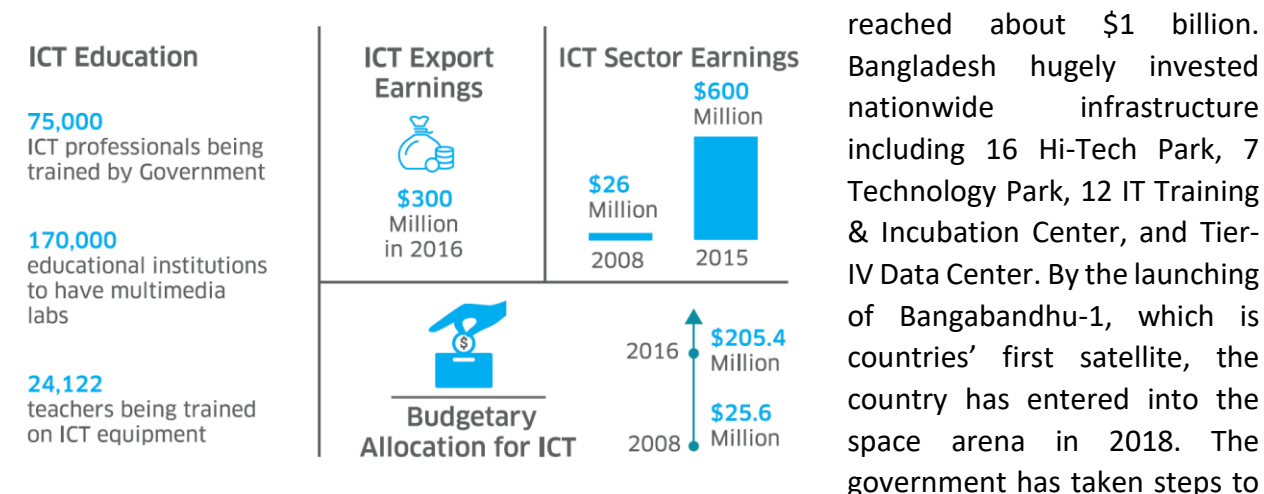 ICT Education
75,000
ICT professionals being
trained by Government
170,000
educational institutions
to have multimedia
labs
24,122
teachers being trained
on ICT equipment
ICT Export
Earnings
$300
Million
in 2016
ICT Sector Earnings
$600
Million
$26
Million
2008
2015
Budgetary
Allocation for ICT
2016
$205.4
Million
2008
$25.6
Million
reached about $1 billion.
Bangladesh hugely invested
nationwide infrastructure
including 16 Hi-Tech Park, 7
Technology Park, 12 IT Training
& Incubation Center, and Tier-
IV Data Center. By the launching
of Bangabandhu-1, which is
countries’ first satellite, the
country has entered into the
space arena in 2018. The
government has taken steps to